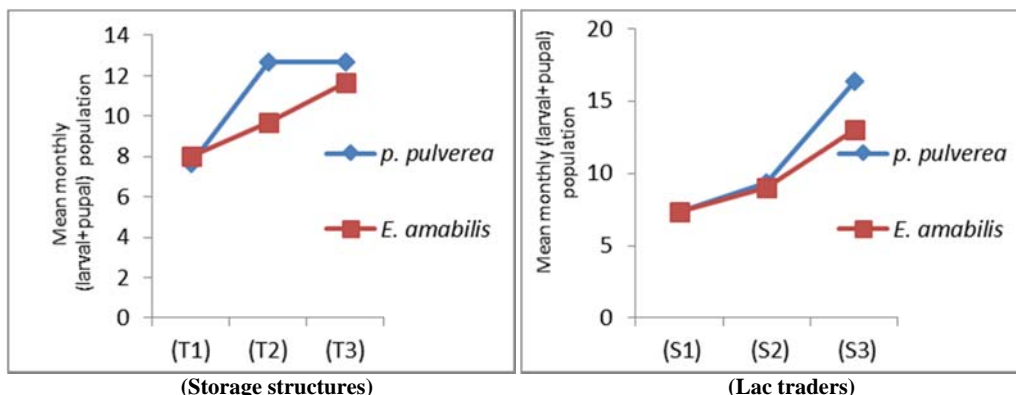 14
12
10
8
6
4
2
0
Mean monthly
(larval+pupal) population
(T1) (T2) (T3)
p. pulverea
E. amabilis
(Storage structures)
20
15
10
5
0
Mean monthly (larval+pupal)
population
(S1) (S2) (S3)
p. pulverea
E. amabilis
(Lac traders)